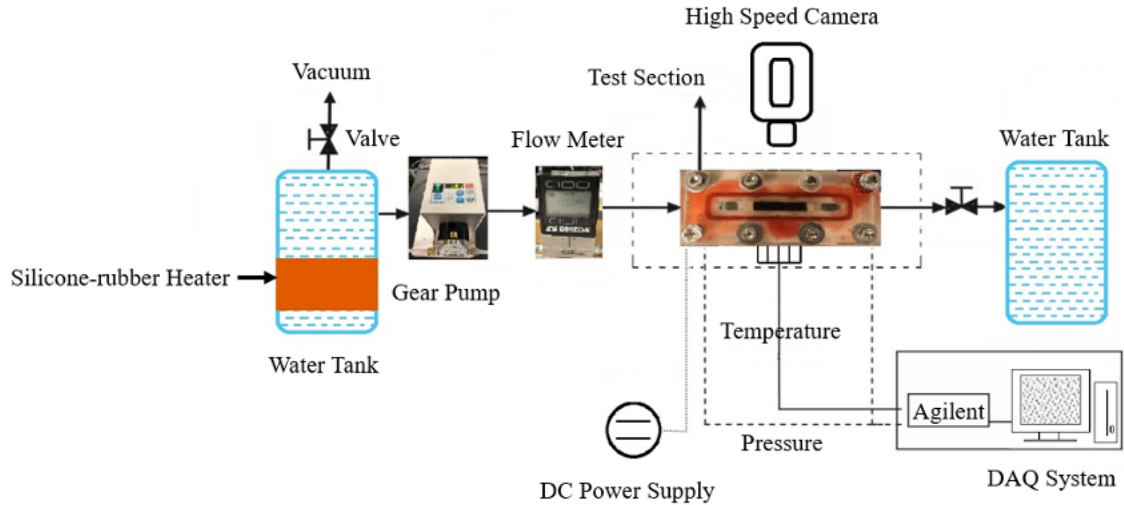 High Speed Camera
Vacuum
Test Section
Valve
Flow Meter
Water Tank
Silicone-rubber Heater
Gear Pump
Temperature
Water Tank
Agilent
Pressure
DAQ System
DC Power Supply